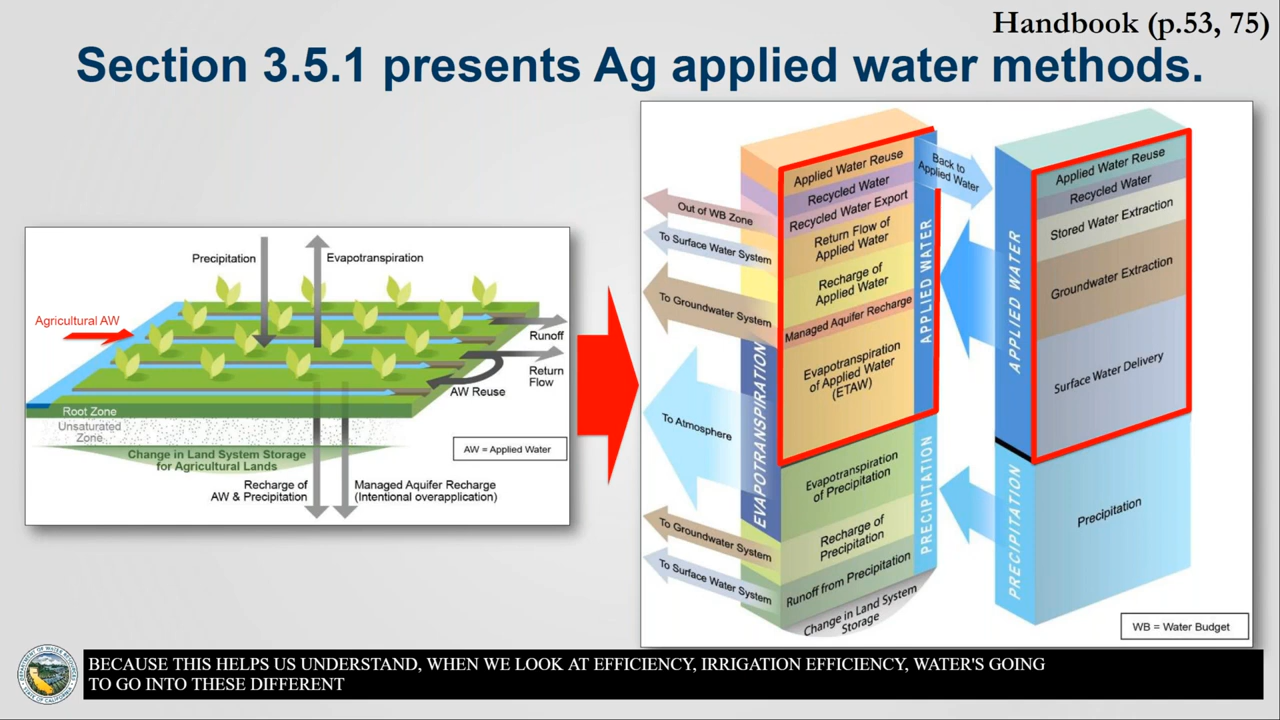 Handbook (p.53, 75)
Section 3.5.1 presents Ag applied water methods.
Precipitation
Evapotranspiration
Agricultural AW
Runoff
Return
Flow
AW Reuse
Root Zone
Unsaturated
Zone
Change in Land System Storage
for Agricultural Lands
AW = Applied Water
Recharge of
AW & Precipitation
Managed Aquifer Recharge
(Intentional overapplication)
Out of WB Zone
To Surface Water System
To Groundwater System
To Atmosphere
To Groundwater System
To Surface Water System
EVAPOTRANSPIRATION
Applied Water Reuse
Recycled Water
Recycled Water Export
Return Flow of
Applied Water
Recharge of
Applied Water
Managed Aquifer Recharge
Evapotranspiration
of Applied Water
(ETAW)
Evapotranspiration
of Precipitation
Recharge of
Precipitation
Runoff from Precipitation
Change in Land System
Storage
APPLIED WATER
PRECIPITATION
Back to
Applied Water
APPLIED WATER
PRECIPITATION
Applied Water Reuse
Recycled Water
Stored Water Extraction
Groundwater Extraction
Surface Water Delivery
Precipitation
WB = Water Budget
BECAUSE THIS HELPS US UNDERSTAND, WHEN WE LOOK AT EFFICIENCY, IRRIGATION EFFICIENCY, WATER'S GOING
TO GO INTO THESE DIFFERENT